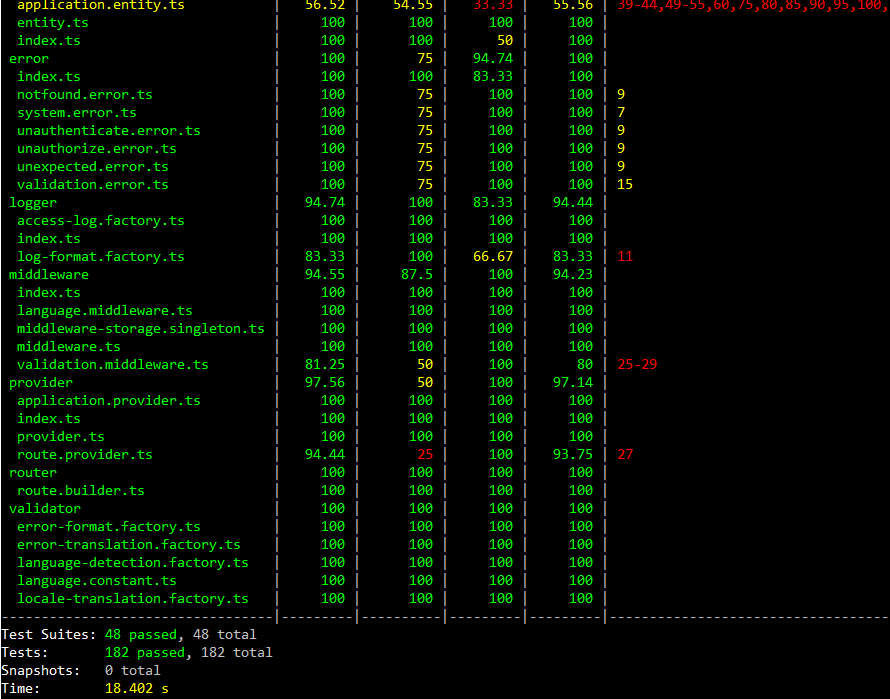 application.entity.ts | 56.52 | 54.55 | 33.33 | 55.56 | 39-44,49-55,60,75,80,85,90,95,100,
entity.ts | 100 | 100 | 100 | 100 |
index.ts | 100 | 100 | 50 | 100 |
error | 100 | 75 | 94.74 | 100 |
index.ts | 100 | 100 | 83.33 | 100 |
notfound.error.ts | 100 | 75 | 100 | 100 | 9
system.error.ts | 100 | 75 | 100 | 100 | 7
unauthenticate.error.ts | 100 | 75 | 100 | 100 | 9
unauthorize.error.ts | 100 | 75 | 100 | 100 | 9
unexpected.error.ts | 100 | 75 | 100 | 100 | 9
validation.error.ts | 100 | 75 | 100 | 100 | 15
logger | 94.74 | 100 | 83.33 | 94.44 |
access-log.factory.ts | 100 | 100 | 100 | 100 |
index.ts | 100 | 100 | 100 | 100 |
log-format.factory.ts | 83.33 | 100 | 66.67 | 83.33 | 11
middleware | 94.55 | 87.5 | 100 | 94.23 |
index.ts | 100 | 100 | 100 | 100 |
language.middleware.ts | 100 | 100 | 100 | 100 |
middleware-storage.singleton.ts | 100 | 100 | 100 | 100 |
middleware.ts | 100 | 100 | 100 | 100 |
validation.middleware.ts | 81.25 | 50 | 100 | 80 | 25-29
provider | 97.56 | 50 | 100 | 97.14 |
application.provider.ts | 100 | 100 | 100 | 100 |
index.ts | 100 | 100 | 100 | 100 |
provider.ts | 100 | 100 | 100 | 100 |
route.provider.ts | 94.44 | 25 | 100 | 93.75 | 27
router | 100 | 100 | 100 | 100 |
route.builder.ts | 100 | 100 | 100 | 100 |
validator | 100 | 100 | 100 | 100 |
error-format.factory.ts | 100 | 100 | 100 | 100 |
error-translation.factory.ts | 100 | 100 | 100 | 100 |
language-detection.factory.ts | 100 | 100 | 100 | 100 |
language.constant.ts | 100 | 100 | 100 | 100 |
locale-translation.factory.ts | 100 | 100 | 100 | 100 |
----------------------------------|---------|----------|---------|---------|-----------------------------------
Test Suites: 48 passed, 48 total
Tests: 182 passed, 182 total
Snapshots: 0 total
Time: 18.402 s